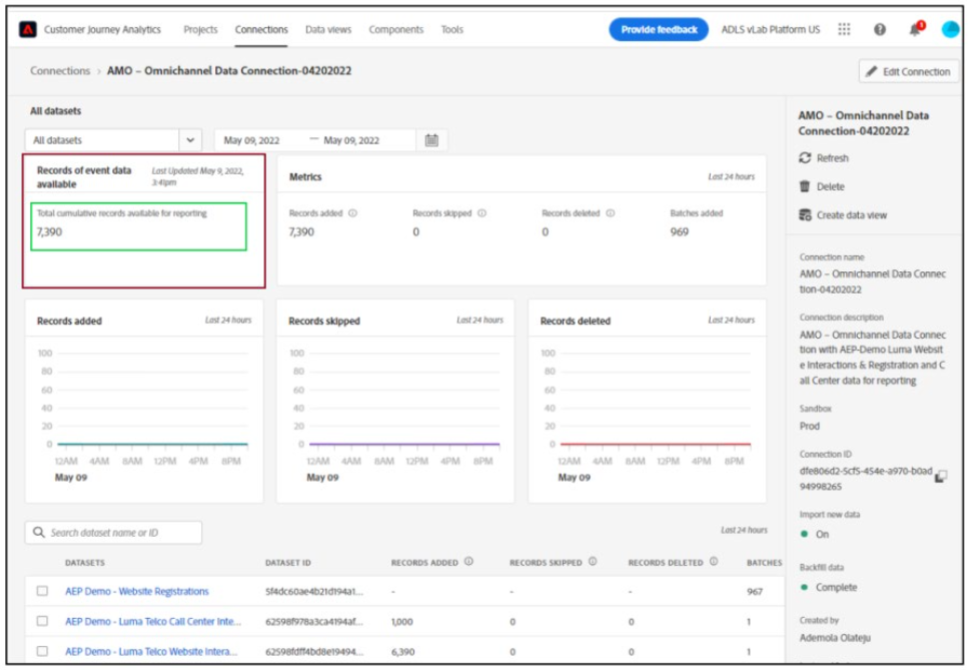 Customer Journey Analytics Projects Connections Data views Components Tools Provide feedback ADLS vLab Platform US
Connections > AMO – Omnichannel Data Connection-04202022
Edit Connection
All datasets
All datasets
May 09, 2022 — May 09, 2022
Records of event data
available
Last Updated May 9, 2022,
3:41pm
Total cumulative records available for reporting
7,390
Metrics Last 24 hours
Records added Records skipped Records deleted Batches added
7,390 0 0 969
Records added Last 24 hours
100
80
60
40
20
0
12AM 4AM 8AM 12PM 4PM 8PM
May 09
Records skipped Last 24 hours
100
80
60
40
20
0
12AM 4AM 8AM 12PM 4PM 8PM
May 09
Records deleted Last 24 hours
100
80
60
40
20
0
12AM 4AM 8AM 12PM 4PM 8PM
May 09
Search dataset name or ID
Last 24 hours
DATASETS DATASET ID RECORDS ADDED RECORDS SKIPPED RECORDS DELETED BATCHES
AEP Demo - Website Registrations - - - 967
AEP Demo - Luma Telco Call Center Inte... 1,000 0 0 1
AEP Demo - Luma Telco Website Intera... 6,390 0 0 1
AMO – Omnichannel Data
Connection-04202022
Refresh
Delete
Create data view
Connection name
AMO – Omnichannel Data Connec
tion-04202022
Connection description
AMO – Omnichannel Data Connec
tion with AEP-Demo Luma Websit
e Interactions & Registration and C
all Center data for reporting
Sandbox
Prod
Connection ID
dfe806d2-5cf5-454e-a970-b0ad
94998265
Import new data
On
Backfill data
Complete
Created by
Ademola Olateju